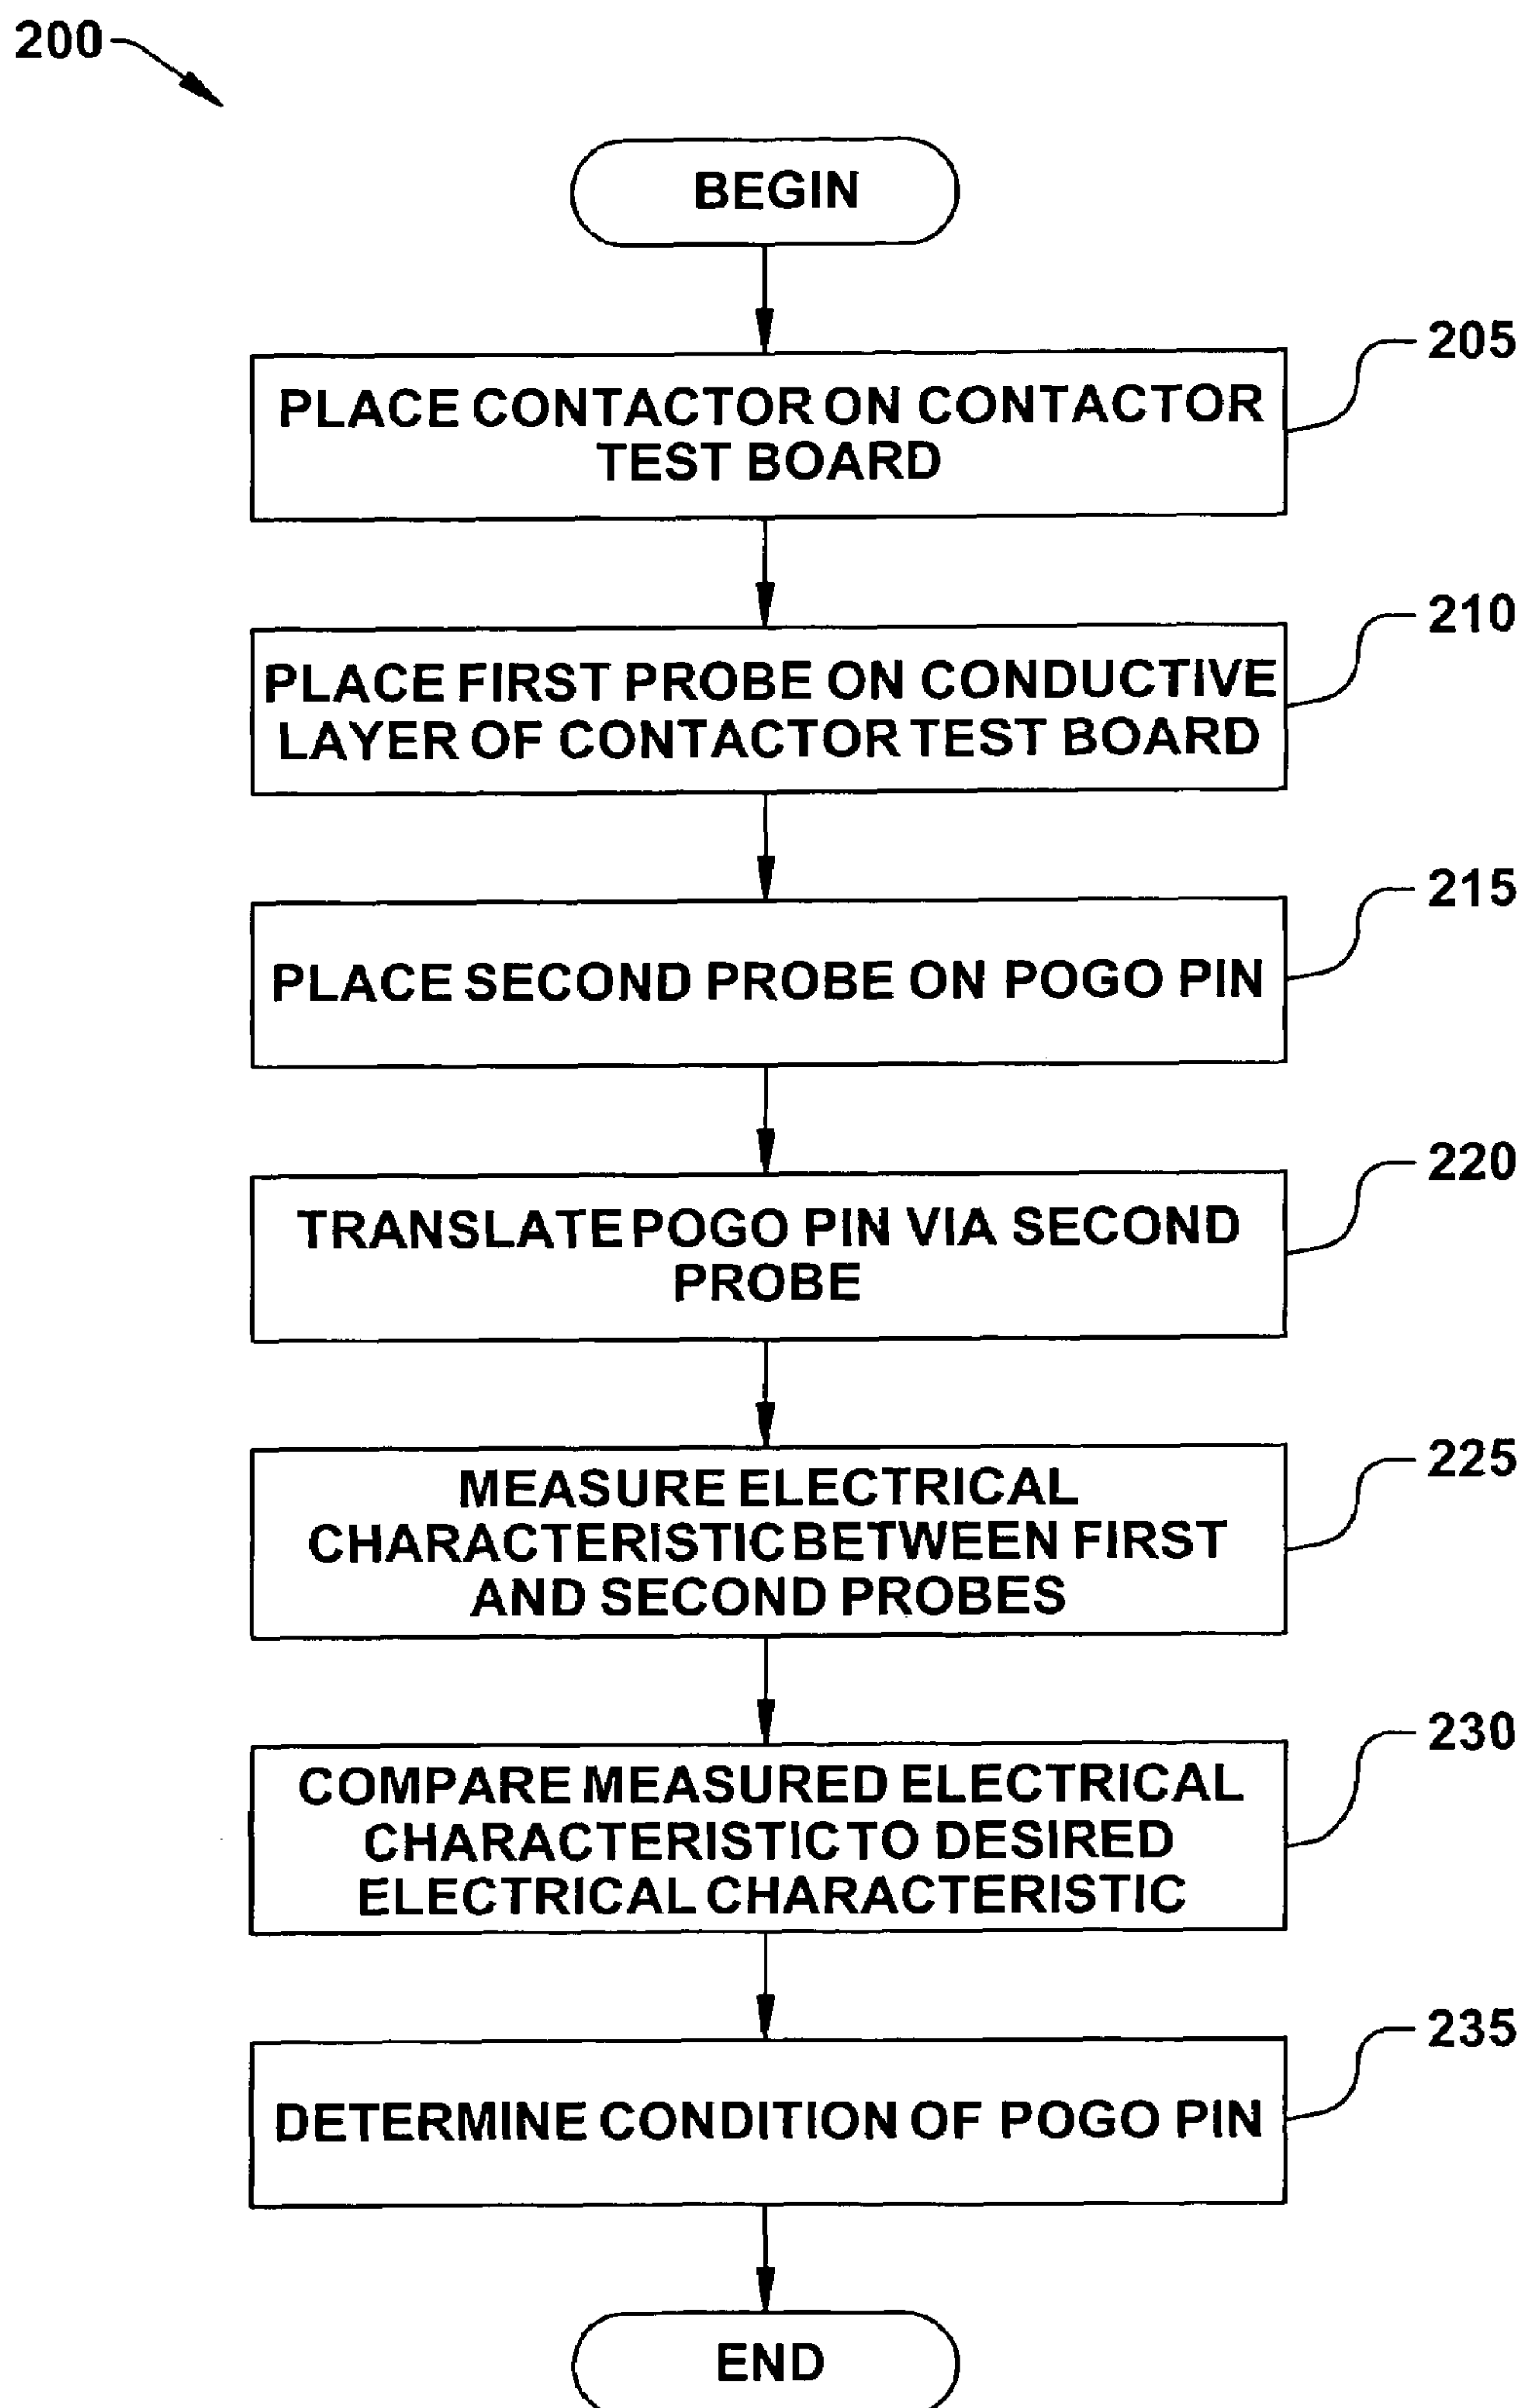 200
BEGIN
205
PLACE CONTACTOR ON CONTACTOR
TEST BOARD
210
PLACE FIRST PROBE ON CONDUCTIVE
LAYER OF CONTACTOR TEST BOARD
215
PLACE SECOND PROBE ON POGO PIN
220
TRANSLATE POGO PIN VIA SECOND
PROBE
225
MEASURE ELECTRICAL
CHARACTERISTIC BETWEEN FIRST
AND SECOND PROBES
230
COMPARE MEASURED ELECTRICAL
CHARACTERISTIC TO DESIRED
ELECTRICAL CHARACTERISTIC
235
DETERMINE CONDITION OF POGO PIN
END